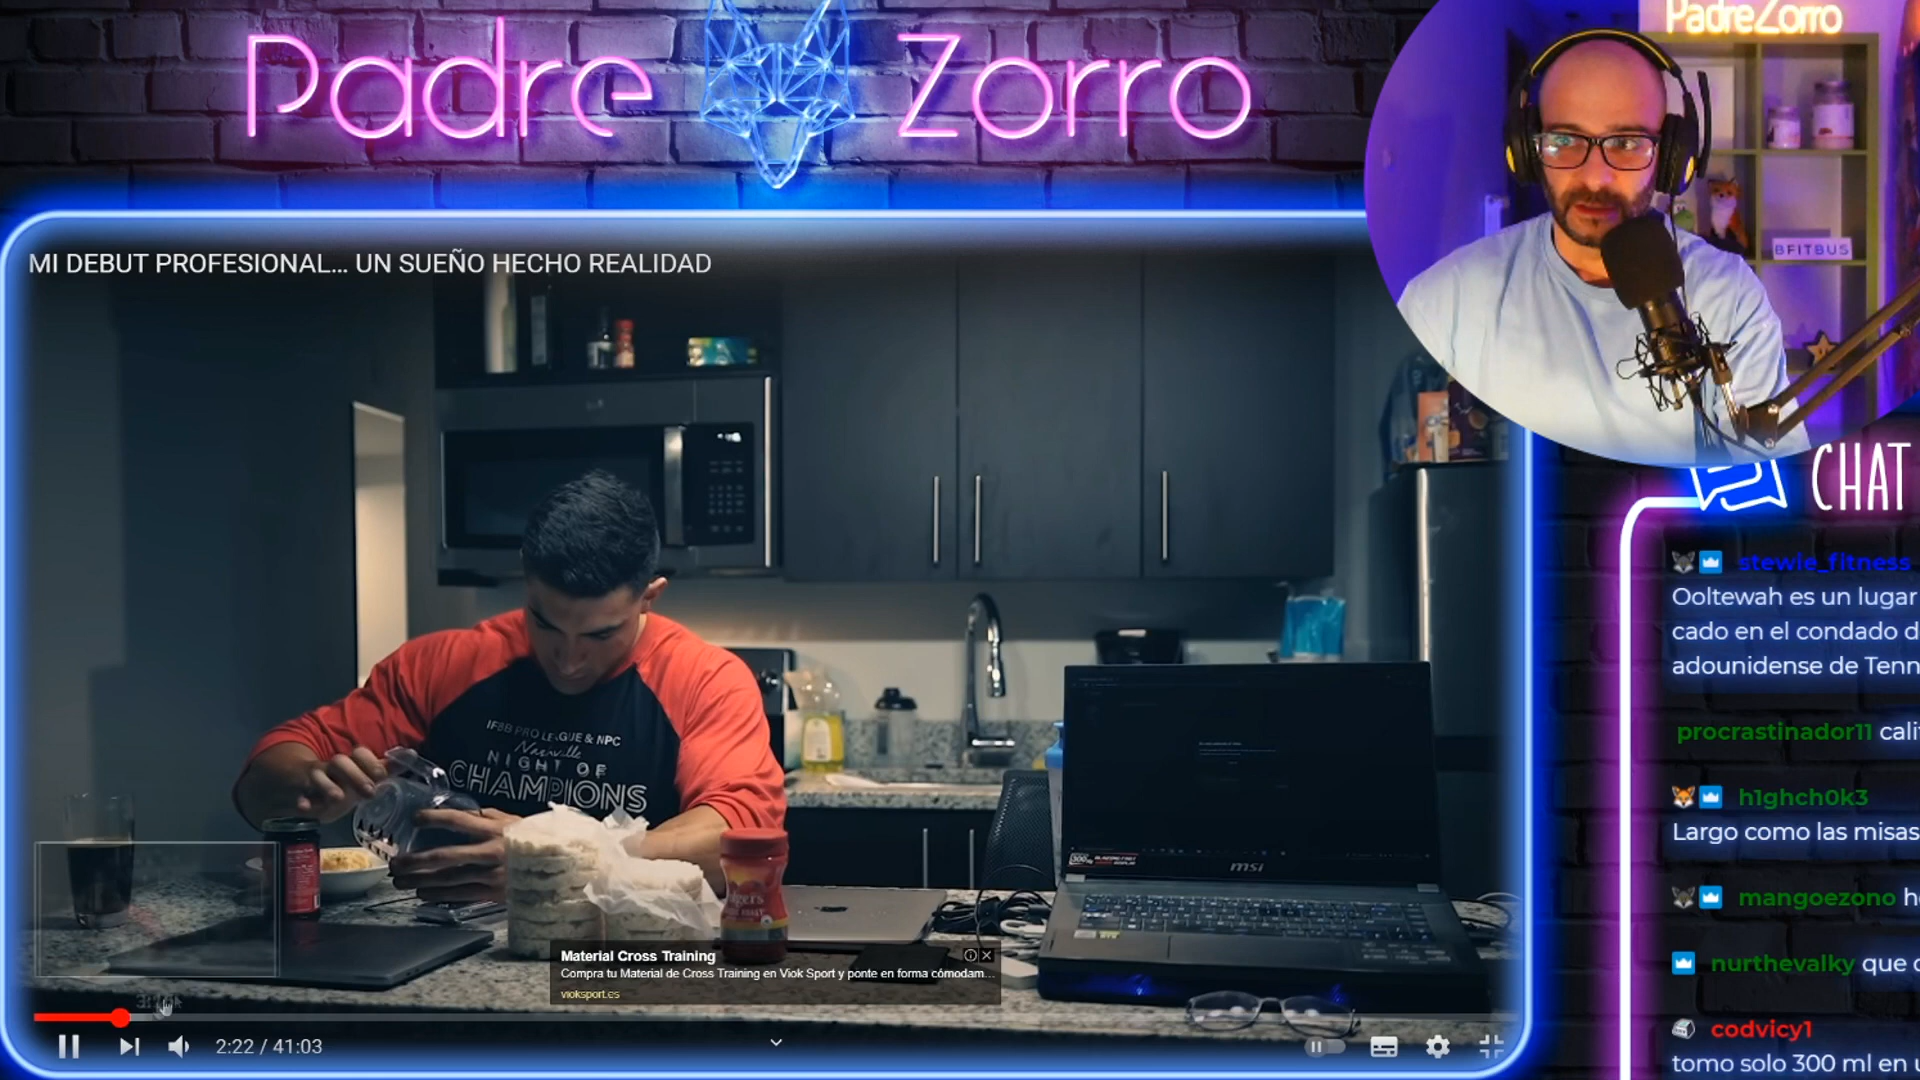 Padre Zorro
PadreZorro
BFITBUS
MI DEBUT PROFESIONAL... UN SUEÑO HECHO REALIDAD
IFBB PRO LEAGUE & NPC
Nashville
NIGHT OF
CHAMPIONS
msi
Material Cross Training
Compra tu Material de Cross Training en Viok Sport y ponte en forma cómodam...
vioksport.es
2:22 / 41:03
CHAT
stewie_fitness
Ooltewah es un lugar
cado en el condado d
adounidense de Tenn
procrastinador11 cali
h1ghch0k3
Largo como las misas
mangoezono h
nurthevalky que
codvicy1
tomo solo 300 ml en u